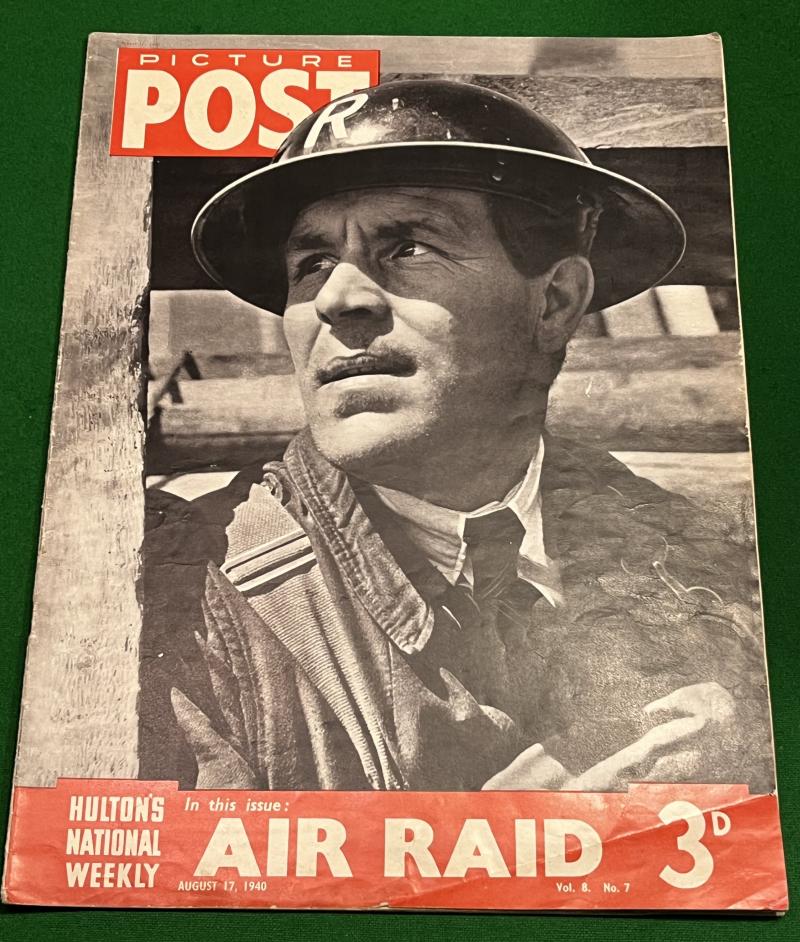 PICTURE
POST
R
HULTON'S
NATIONAL
WEEKLY
In this issue:
AIR RAID
AUGUST 17, 1940
Vol. 8. No. 7
3D